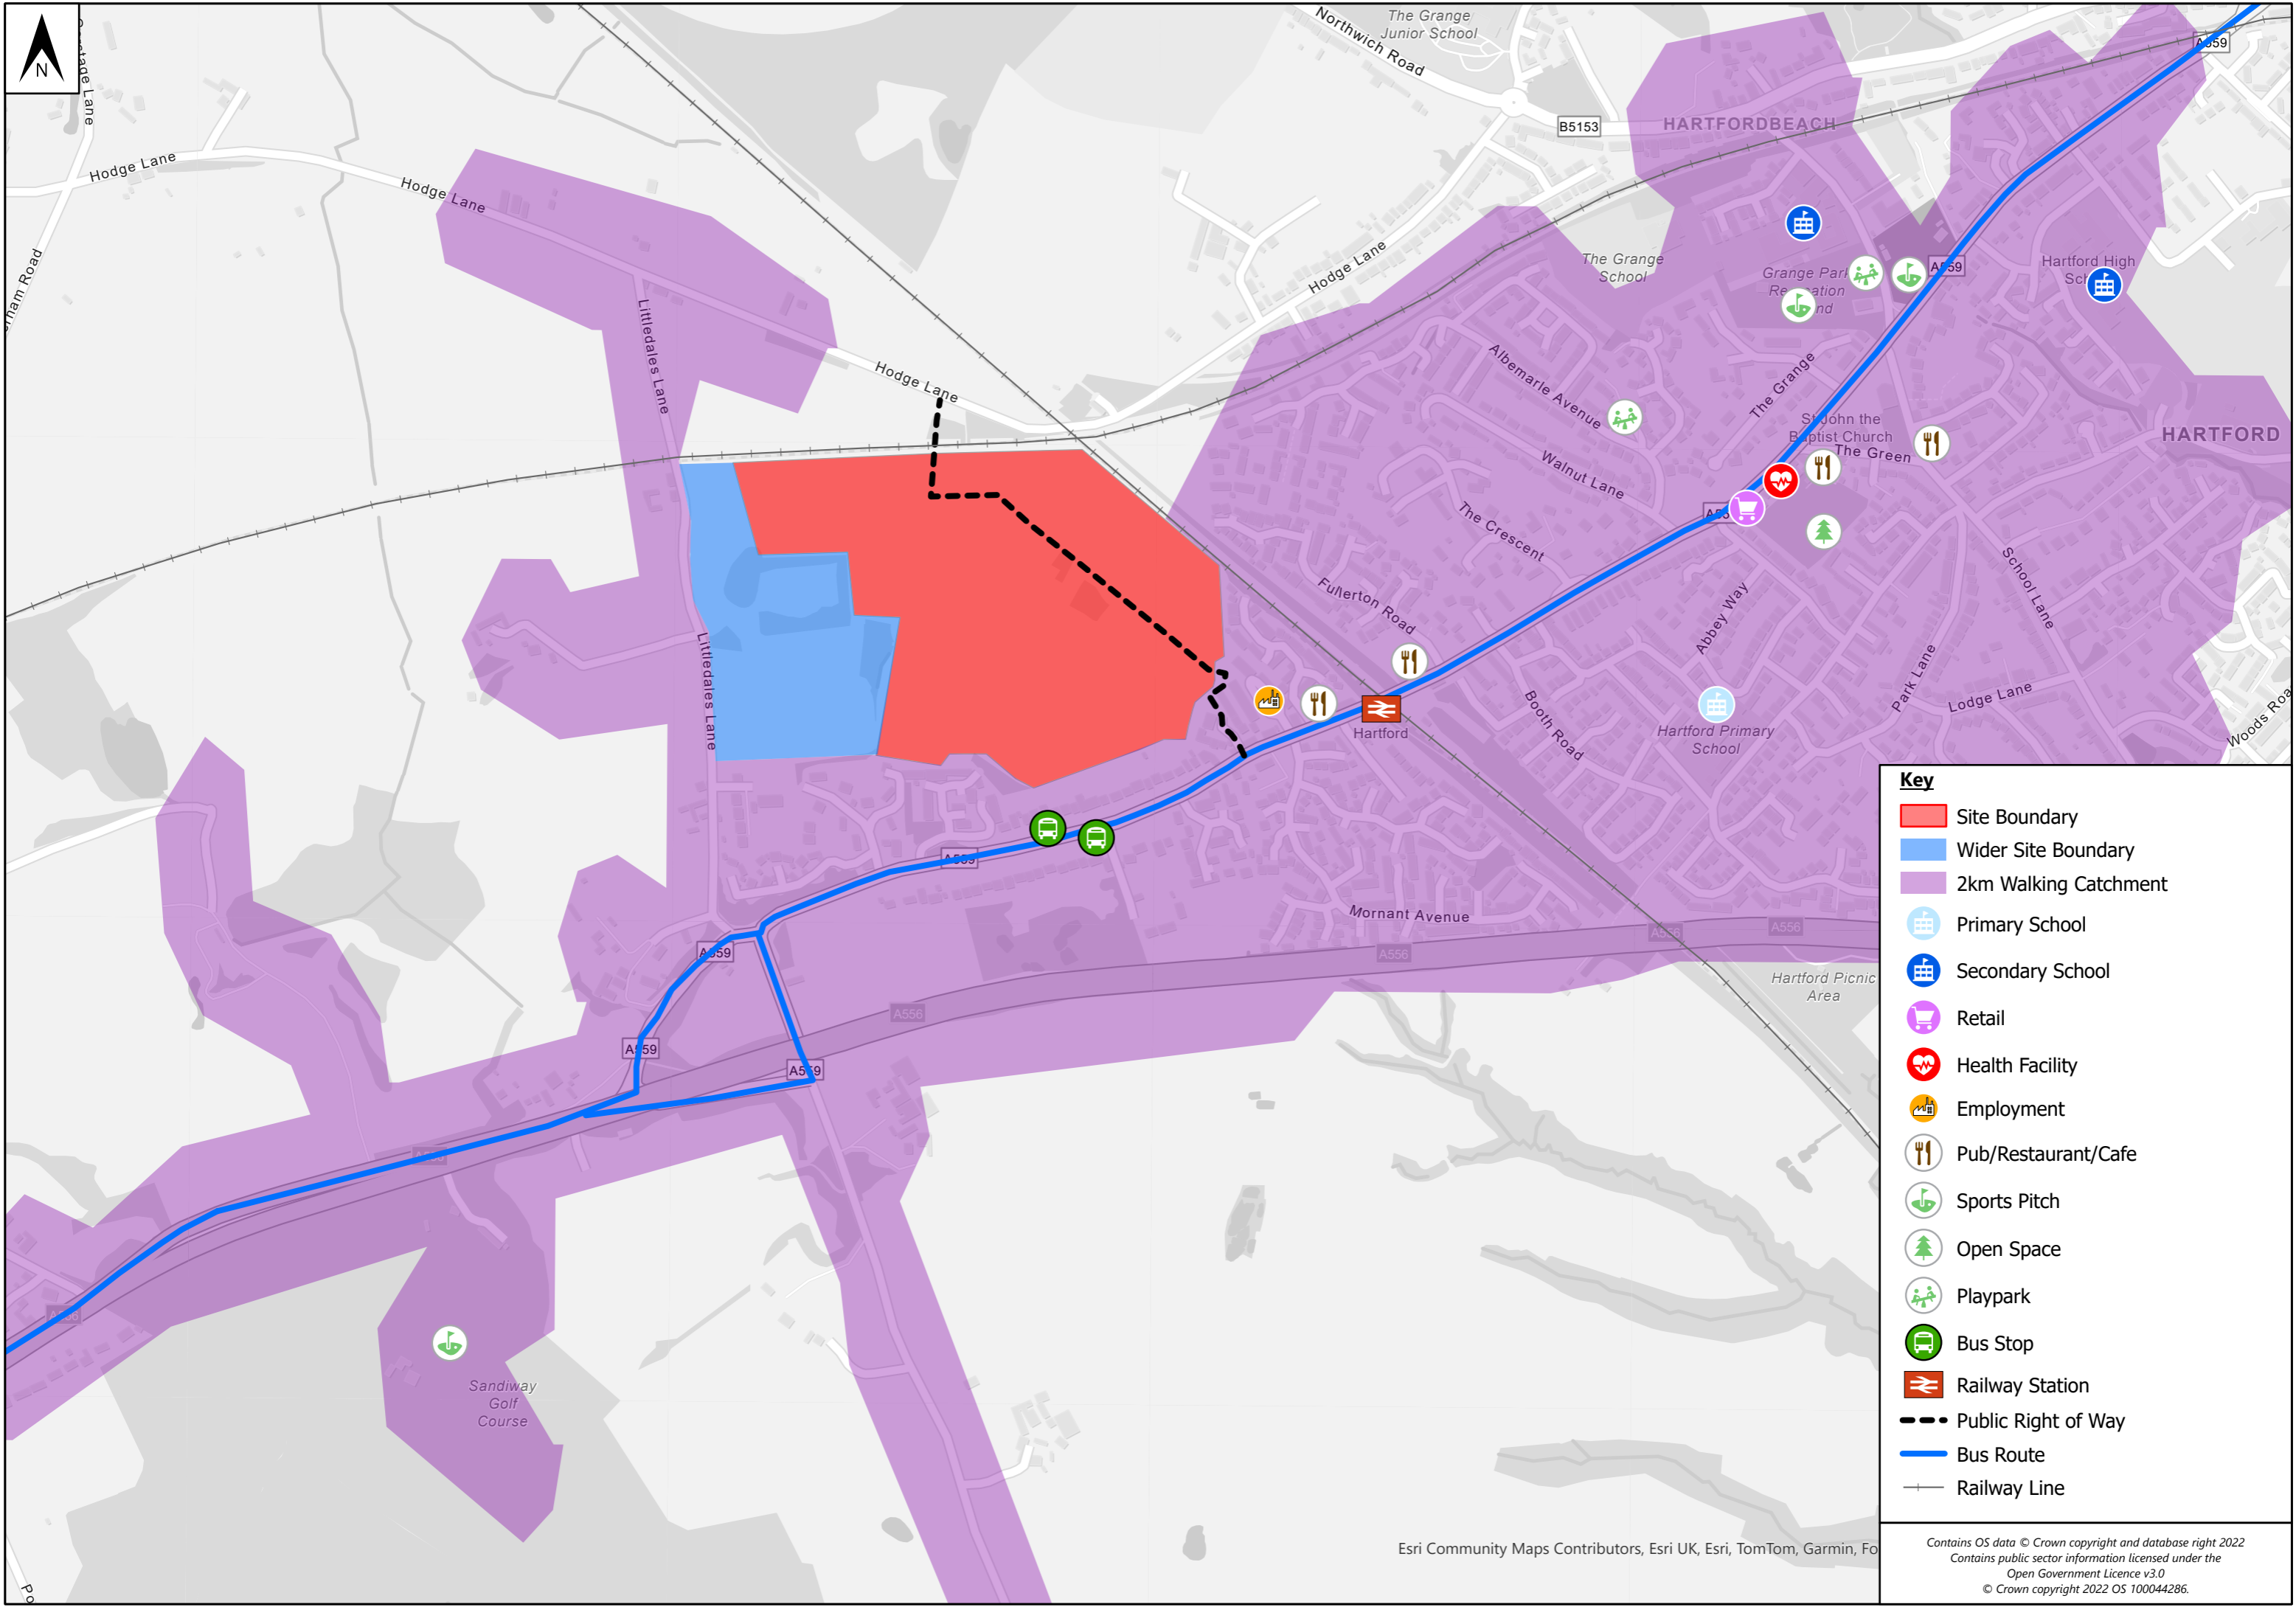 N
Hodge Lane
Hodge Lane
Northwich Road
The Grange
Junior School
B5153
HARTFORDBEACH
A559
Hodge Lane
The Grange
School
A559
Hartford High
Littledales Lane
Hodge Lane
Albemarle Avenue
The Grange
St John the
Baptist Church
The Green
HARTFORD
Walnut Lane
The Crescent
Fullerton Road
Abbey Way
School Lane
Littledales Lane
Hartford
Booth Road
Hartford Primary
School
Park Lane
Lodge Lane
A559
Mornant Avenue
A559
A556
A556
A556
A556
A559
A559
Hartford Picnic
Area
A556
A556
Sandiway
Golf
Course
Key
Site Boundary
Wider Site Boundary
2km Walking Catchment
Primary School
Secondary School
Retail
Health Facility
Employment
Pub/Restaurant/Cafe
Sports Pitch
Open Space
Playpark
Bus Stop
Railway Station
Public Right of Way
Bus Route
Railway Line
Esri Community Maps Contributors, Esri UK, Esri, TomTom, Garmin, Fo
Contains OS data © Crown copyright and database right 2022
Contains public sector information licensed under the
Open Government Licence v3.0
© Crown copyright 2022 OS 100044286.